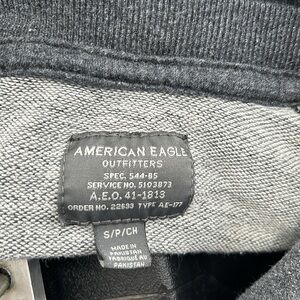 AMERICAN EAGLE
OUTFITTERS
SPEC. 544-85
SERVICE NO. 5103873
A.E.O. 41-1813
ORDER NO. 22693 TYPE AE-177
S/P/CH
MADE IN
PAKISTAN
FABRIQUÉ AU
PAKISTAN